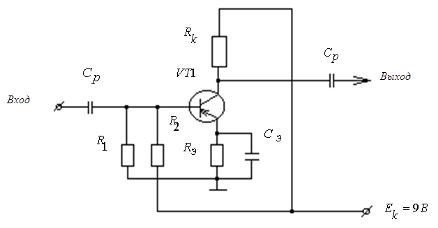 R_k
C_p
C_p
VT1
Выход
Вход
R_1
R_2
R_э
C_э
E_k = 9 В